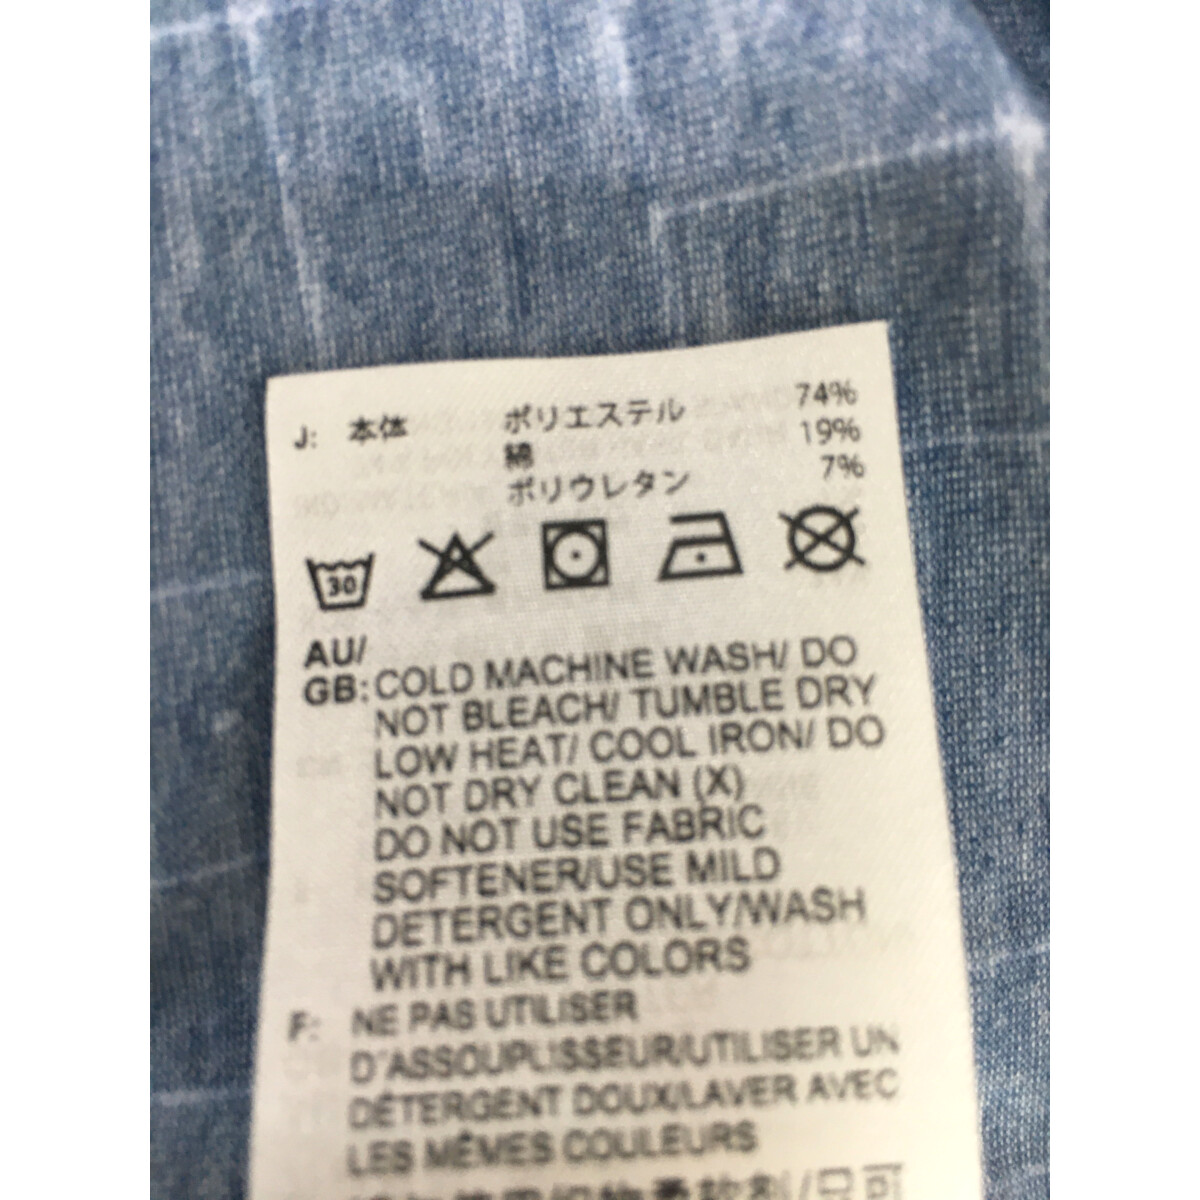 J: 本体 ポリエステル 74%
綿 19%
ポリウレタン 7%
30
AU/
GB: COLD MACHINE WASH/ DO
NOT BLEACH/ TUMBLE DRY
LOW HEAT/ COOL IRON/ DO
NOT DRY CLEAN (X)
DO NOT USE FABRIC
SOFTENER/USE MILD
DETERGENT ONLY/WASH
WITH LIKE COLORS
F: NE PAS UTILISER
D'ASSOUPLISSEUR/UTILISER UN
DÉTERGENT DOUX/LAVER AVEC
LES MÊMES COULEURS